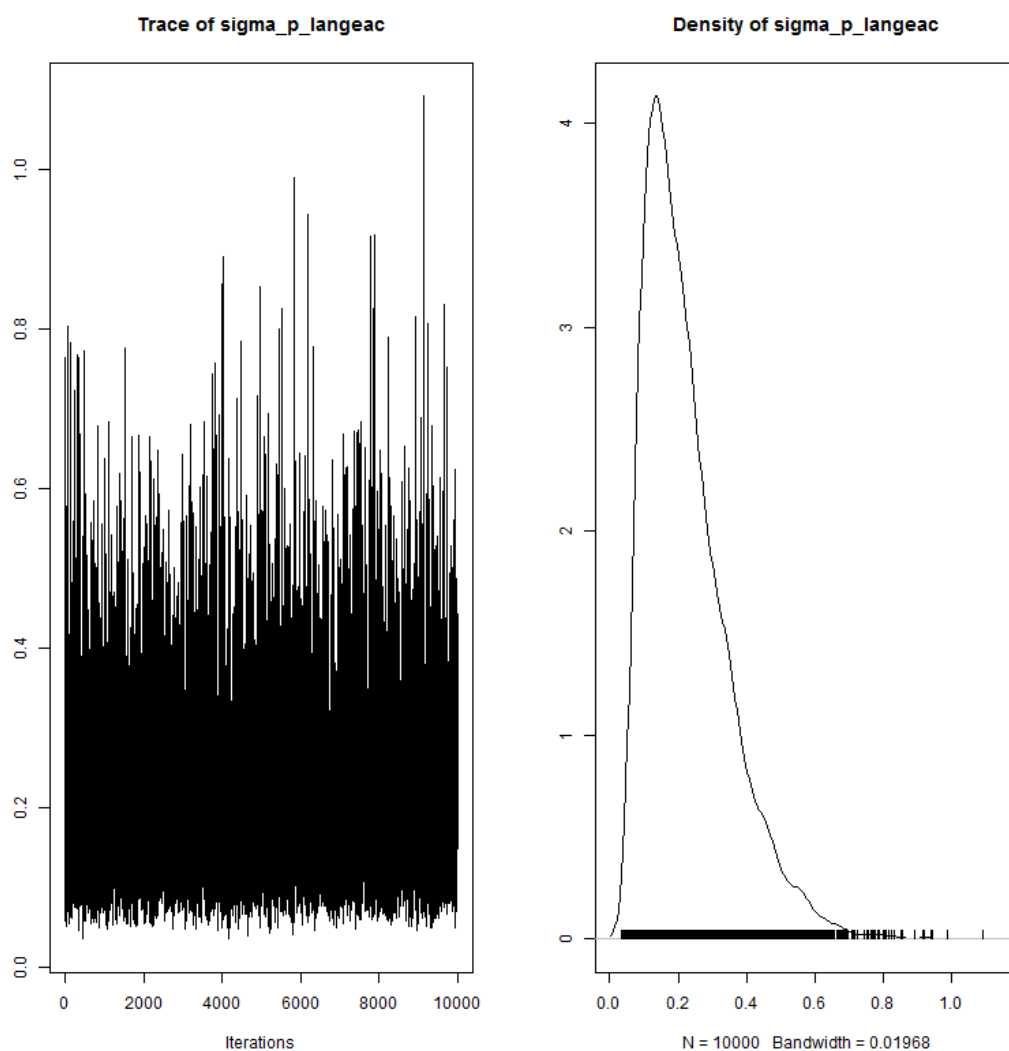 Trace of sigma_p_langeac
1.0
0.8
0.6
0.4
0.2
0.0
0 2000 4000 6000 8000 10000
Iterations
Density of sigma_p_langeac
4
3
2
1
0
0.0 0.2 0.4 0.6 0.8 1.0
N = 10000 Bandwidth = 0.01968